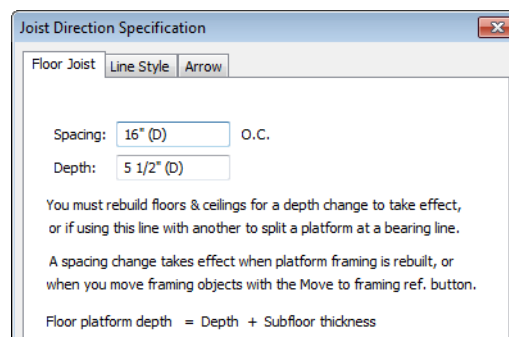 Joist Direction Specification
Floor Joist Line Style Arrow
Spacing: 16" (D) O.C.
Depth: 5 1/2" (D)
You must rebuild floors & ceilings for a depth change to take effect,
or if using this line with another to split a platform at a bearing line.
A spacing change takes effect when platform framing is rebuilt, or
when you move framing objects with the Move to framing ref. button.
Floor platform depth = Depth + Subfloor thickness